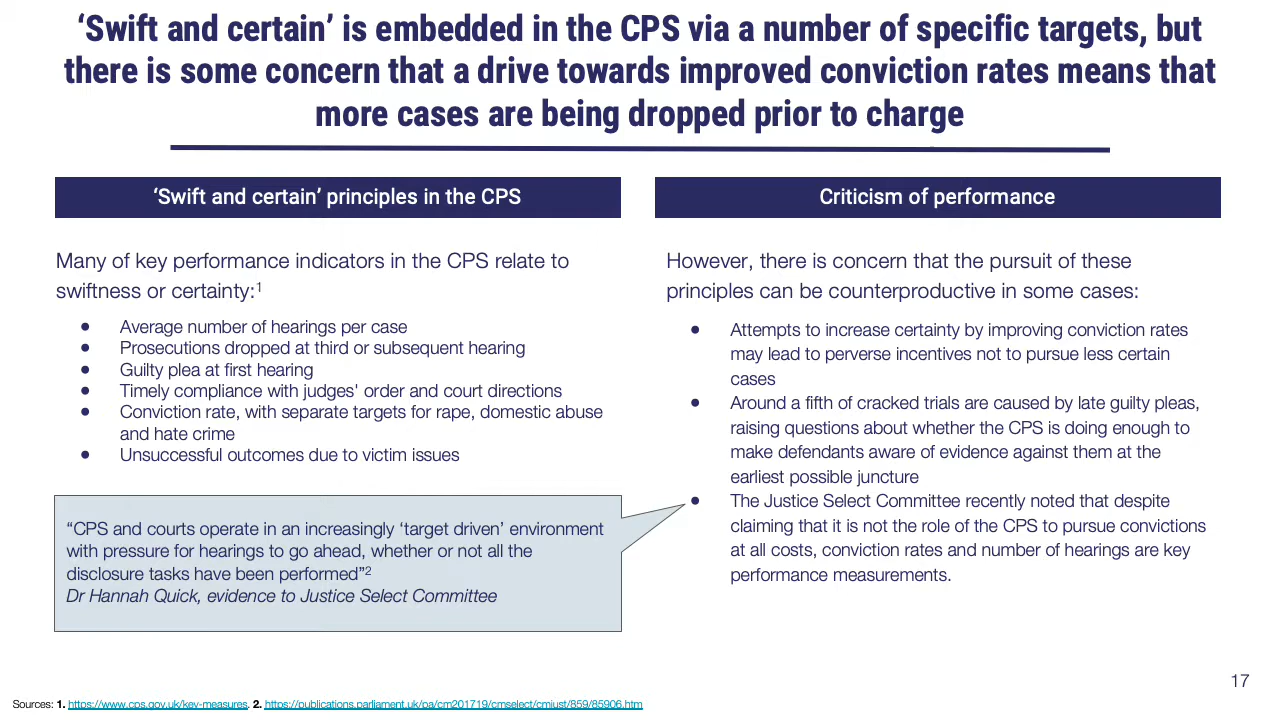 ‘Swift and certain’ is embedded in the CPS via a number of specific targets, but
there is some concern that a drive towards improved conviction rates means that
more cases are being dropped prior to charge
‘Swift and certain’ principles in the CPS
Many of key performance indicators in the CPS relate to
swiftness or certainty:1
● Average number of hearings per case
● Prosecutions dropped at third or subsequent hearing
● Guilty plea at first hearing
● Timely compliance with judges' order and court directions
● Conviction rate, with separate targets for rape, domestic abuse
and hate crime
● Unsuccessful outcomes due to victim issues
“CPS and courts operate in an increasingly ‘target driven’ environment
with pressure for hearings to go ahead, whether or not all the
disclosure tasks have been performed”2
Dr Hannah Quick, evidence to Justice Select Committee
Criticism of performance
However, there is concern that the pursuit of these
principles can be counterproductive in some cases:
● Attempts to increase certainty by improving conviction rates
may lead to perverse incentives not to pursue less certain
cases
● Around a fifth of cracked trials are caused by late guilty pleas,
raising questions about whether the CPS is doing enough to
make defendants aware of evidence against them at the
earliest possible juncture
● The Justice Select Committee recently noted that despite
claiming that it is not the role of the CPS to pursue convictions
at all costs, conviction rates and number of hearings are key
performance measurements.
17
Sources: 1. https://www.cps.gov.uk/key-measures. 2. https://publications.parliament.uk/pa/cm201719/cmselect/cmjust/859/85906.htm